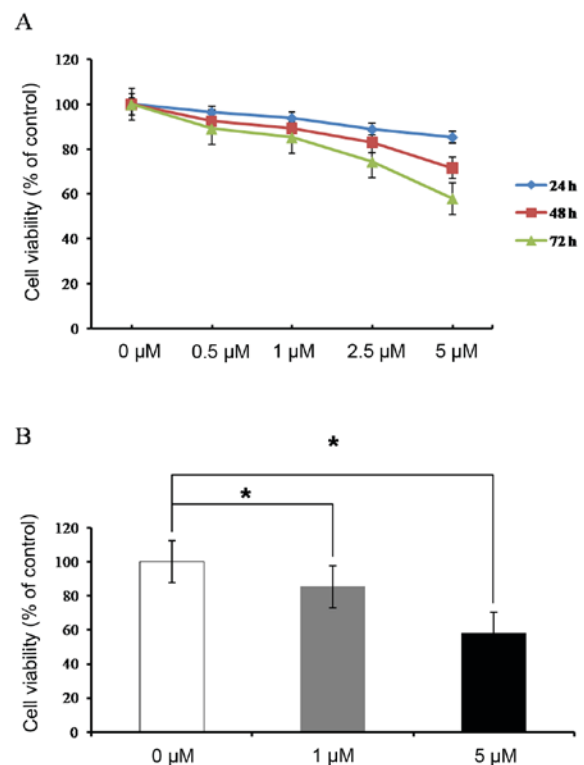 A
Cell viability (% of control)
120
100
80
60
40
20
0
0 µM 0.5 µM 1 µM 2.5 µM 5 µM
24 h
48 h
72 h
B
*
*
Cell viability (% of control)
120
100
80
60
40
20
0
0 µM 1 µM 5 µM